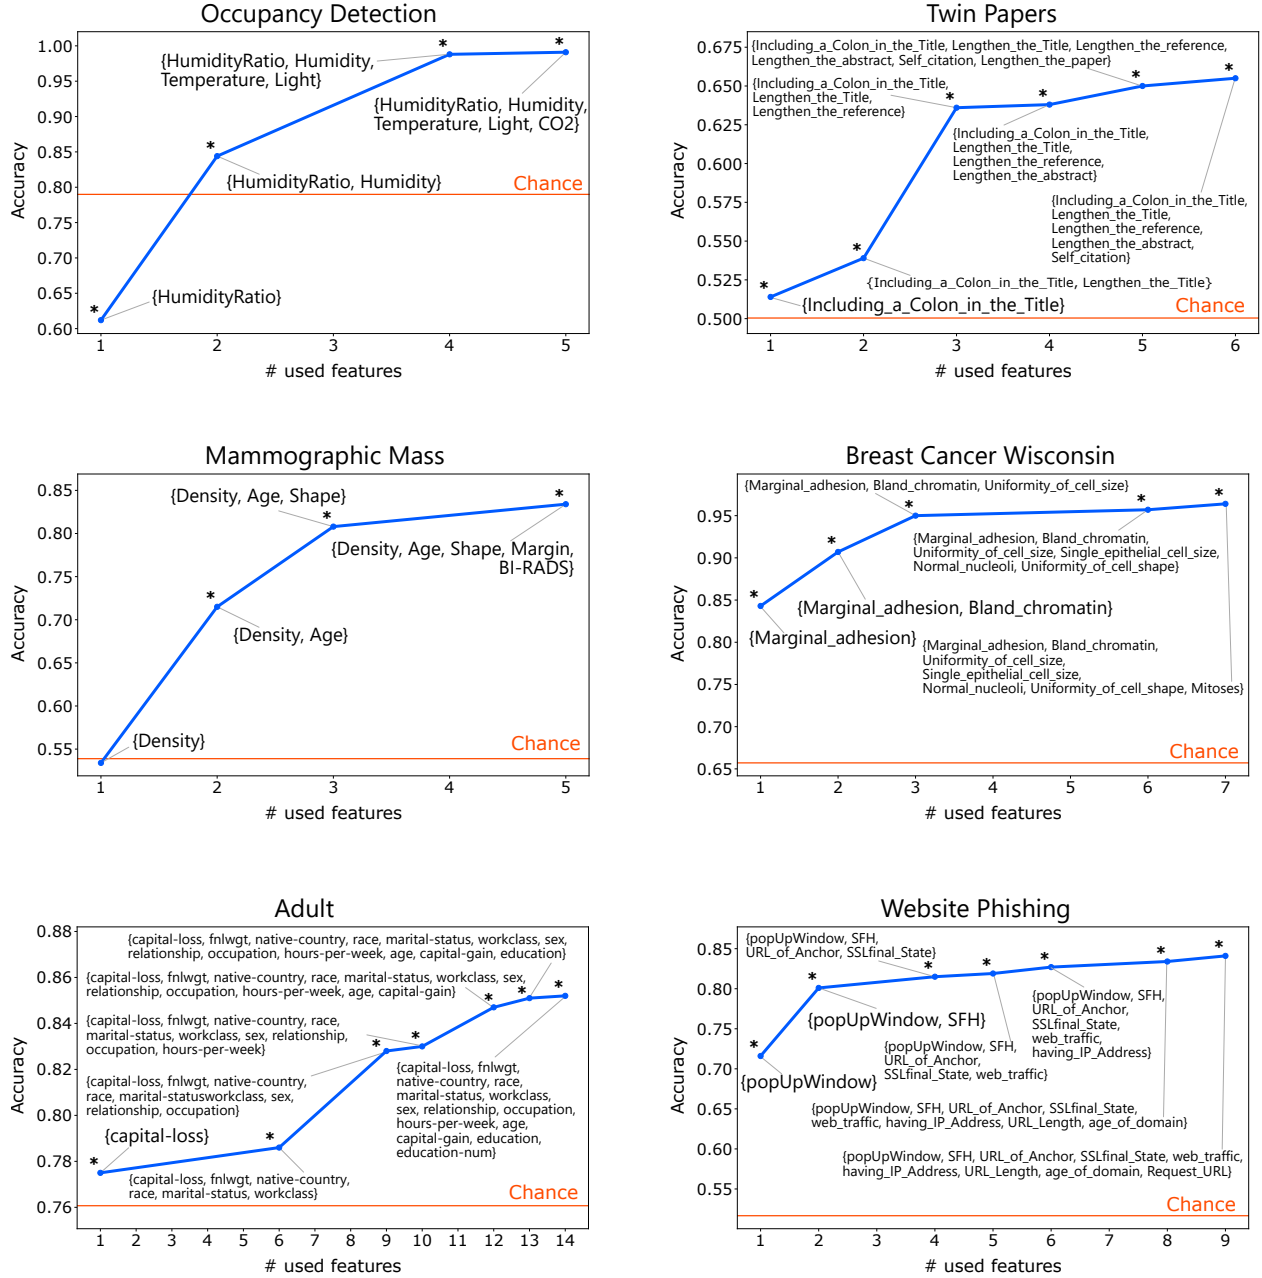 Occupancy Detection
1.00
0.95
0.90
0.85
0.80
0.75
0.70
0.65
0.60
Accuracy
*
*
*
*
{HumidityRatio, Humidity,
Temperature, Light}
{HumidityRatio, Humidity,
Temperature, Light, CO2}
{HumidityRatio, Humidity}
Chance
{HumidityRatio}
1 2 3 4 5
# used features
Twin Papers
0.675
0.650
0.625
0.600
0.575
0.550
0.525
0.500
Accuracy
*
*
*
*
*
*
{Including_a_Colon_in_the_Title, Lengthen_the_Title, Lengthen_the_reference,
Lengthen_the_abstract, Self_citation, Lengthen_the_paper}
{Including_a_Colon_in_the_Title,
Lengthen_the_Title,
Lengthen_the_reference}
{Including_a_Colon_in_the_Title,
Lengthen_the_Title,
Lengthen_the_reference,
Lengthen_the_abstract}
{Including_a_Colon_in_the_Title,
Lengthen_the_Title,
Lengthen_the_reference,
Lengthen_the_abstract,
Self_citation}
{Including_a_Colon_in_the_Title, Lengthen_the_Title}
{Including_a_Colon_in_the_Title}
Chance
1 2 3 4 5 6
# used features
Mammographic Mass
0.85
0.80
0.75
0.70
0.65
0.60
0.55
Accuracy
*
*
*
{Density, Age, Shape}
{Density, Age, Shape, Margin,
BI-RADS}
{Density, Age}
{Density}
Chance
1 2 3 4 5
# used features
Breast Cancer Wisconsin
0.95
0.90
0.85
0.80
0.75
0.70
0.65
Accuracy
*
*
*
*
*
{Marginal_adhesion, Bland_chromatin, Uniformity_of_cell_size}
{Marginal_adhesion, Bland_chromatin,
Uniformity_of_cell_size, Single_epithelial_cell_size,
Normal_nucleoli, Uniformity_of_cell_shape}
{Marginal_adhesion, Bland_chromatin}
{Marginal_adhesion}
{Marginal_adhesion, Bland_chromatin,
Uniformity_of_cell_size,
Single_epithelial_cell_size,
Normal_nucleoli, Uniformity_of_cell_shape, Mitoses}
Chance
1 2 3 4 5 6 7
# used features
Adult
0.88
0.86
0.84
0.82
0.80
0.78
0.76
Accuracy
*
*
*
*
*
*
*
{capital-loss, fnlwgt, native-country, race, marital-status, workclass, sex,
relationship, occupation, hours-per-week, age, capital-gain, education}
{capital-loss, fnlwgt, native-country, race, marital-status, workclass, sex,
relationship, occupation, hours-per-week, age, capital-gain}
{capital-loss, fnlwgt, native-country, race,
marital-status, workclass, sex, relationship,
occupation, hours-per-week}
{capital-loss, fnlwgt, native-country,
race, marital-statusworkclass, sex,
relationship, occupation}
{capital-loss, fnlwgt,
native-country, race,
marital-status, workclass,
sex, relationship, occupation,
hours-per-week, age,
capital-gain, education,
education-num}
{capital-loss}
{capital-loss, fnlwgt, native-country,
race, marital-status, workclass}
Chance
1 2 3 4 5 6 7 8 9 10 11 12 13 14
# used features
Website Phishing
0.85
0.80
0.75
0.70
0.65
0.60
0.55
Accuracy
*
*
*
*
*
*
*
{popUpWindow, SFH,
URL_of_Anchor, SSLfinal_State}
{popUpWindow, SFH}
{popUpWindow, SFH,
URL_of_Anchor,
SSLfinal_State,
web_traffic,
having_IP_Address}
{popUpWindow, SFH,
URL_of_Anchor,
SSLfinal_State, web_traffic}
{popUpWindow}
{popUpWindow, SFH, URL_of_Anchor, SSLfinal_State,
web_traffic, having_IP_Address, URL_Length, age_of_domain}
{popUpWindow, SFH, URL_of_Anchor, SSLfinal_State, web_traffic,
having_IP_Address, URL_Length, age_of_domain, Request_URL}
Chance
1 2 3 4 5 6 7 8 9
# used features